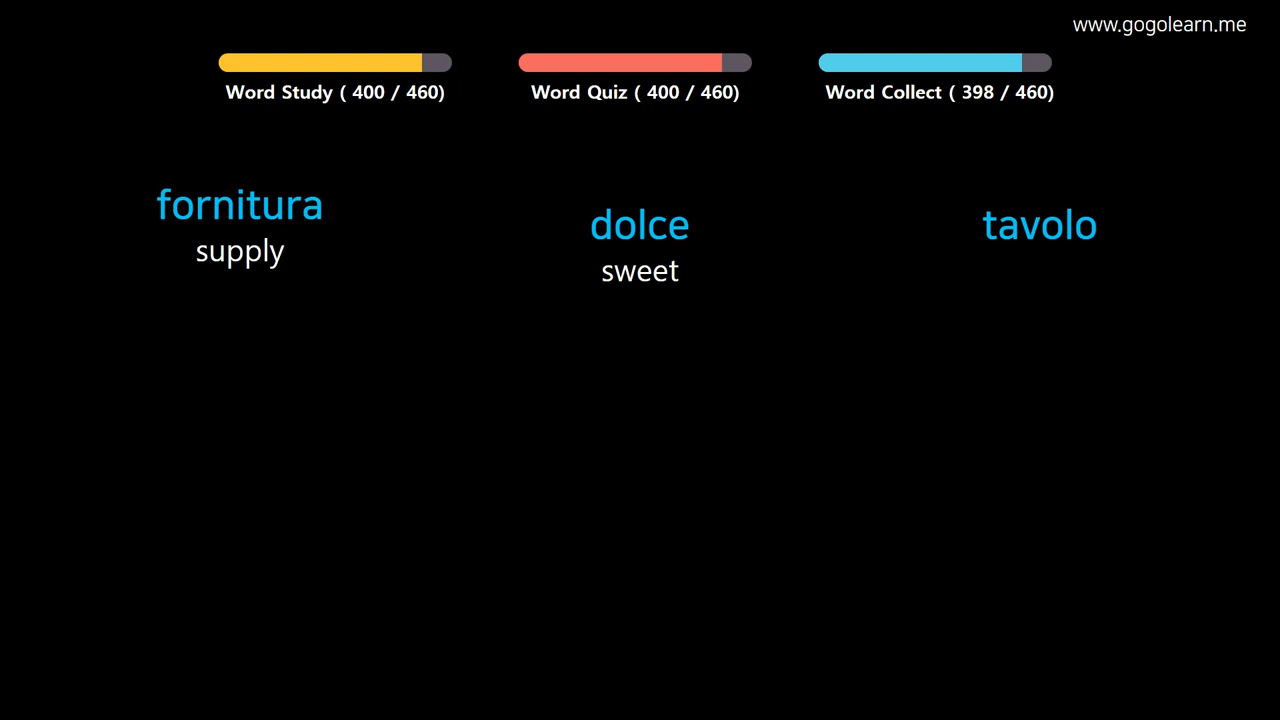 www.gogolearn.me
Word Study ( 400 / 460)
Word Quiz ( 400 / 460)
Word Collect ( 398 / 460)
fornitura
supply
dolce
sweet
tavolo